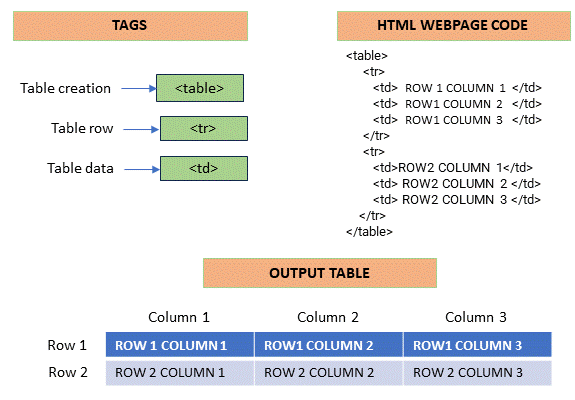 TAGS
Table creation <table>
Table row <tr>
Table data <td>
HTML WEBPAGE CODE
<table>
<tr>
<td> ROW 1 COLUMN 1 </td>
<td> ROW1 COLUMN 2 </td>
<td> ROW1 COLUMN 3 </td>
</tr>
<tr>
<td>ROW2 COLUMN 1</td>
<td> ROW2 COLUMN 2 </td>
<td> ROW2 COLUMN 3 </td>
</tr>
</table>
OUTPUT TABLE
Column 1 Column 2 Column 3
Row 1 ROW 1 COLUMN 1 ROW1 COLUMN 2 ROW1 COLUMN 3
Row 2 ROW 2 COLUMN 1 ROW 2 COLUMN 2 ROW 2 COLUMN 3